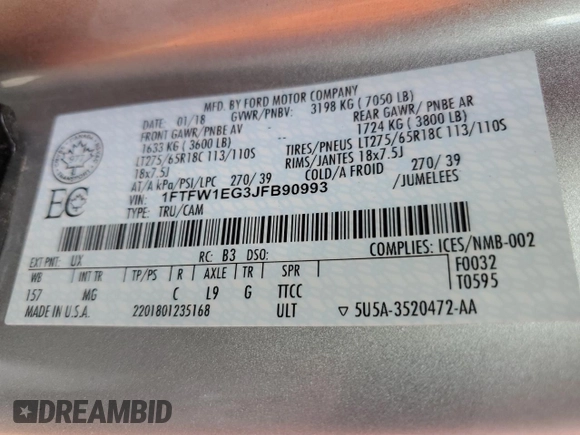 MFD. BY FORD MOTOR COMPANY
DATE: 01/18 GVWR/PNBV: 3198 KG (7050 LB)
FRONT GAWR/PNBE AV REAR GAWR/ PNBE AR
1633 KG (3600 LB) 1724 KG (3800 LB)
LT275/65R18C 113/110S TIRES/PNEUS LT275/65R18C 113/110S
18x7.5J RIMS/JANTES 18x7.5J
AT/A kPa/PSI/LPC 270/39 COLD/A FROID 270/39
VIN: 1FTFW1EG3JFB90993 /JUMELEES
TYPE: TRU/CAM
EC
COMPLIES: ICES/NMB-002
EXT PNT: UX RC: B3 DSO: F0032
WB INT TR TP/PS R AXLE TR SPR T0595
157 MG C L9 G TTCC
MADE IN U.S.A. 2201801235168 ULT ▽ 5U5A-3520472-AA
DREAMBID